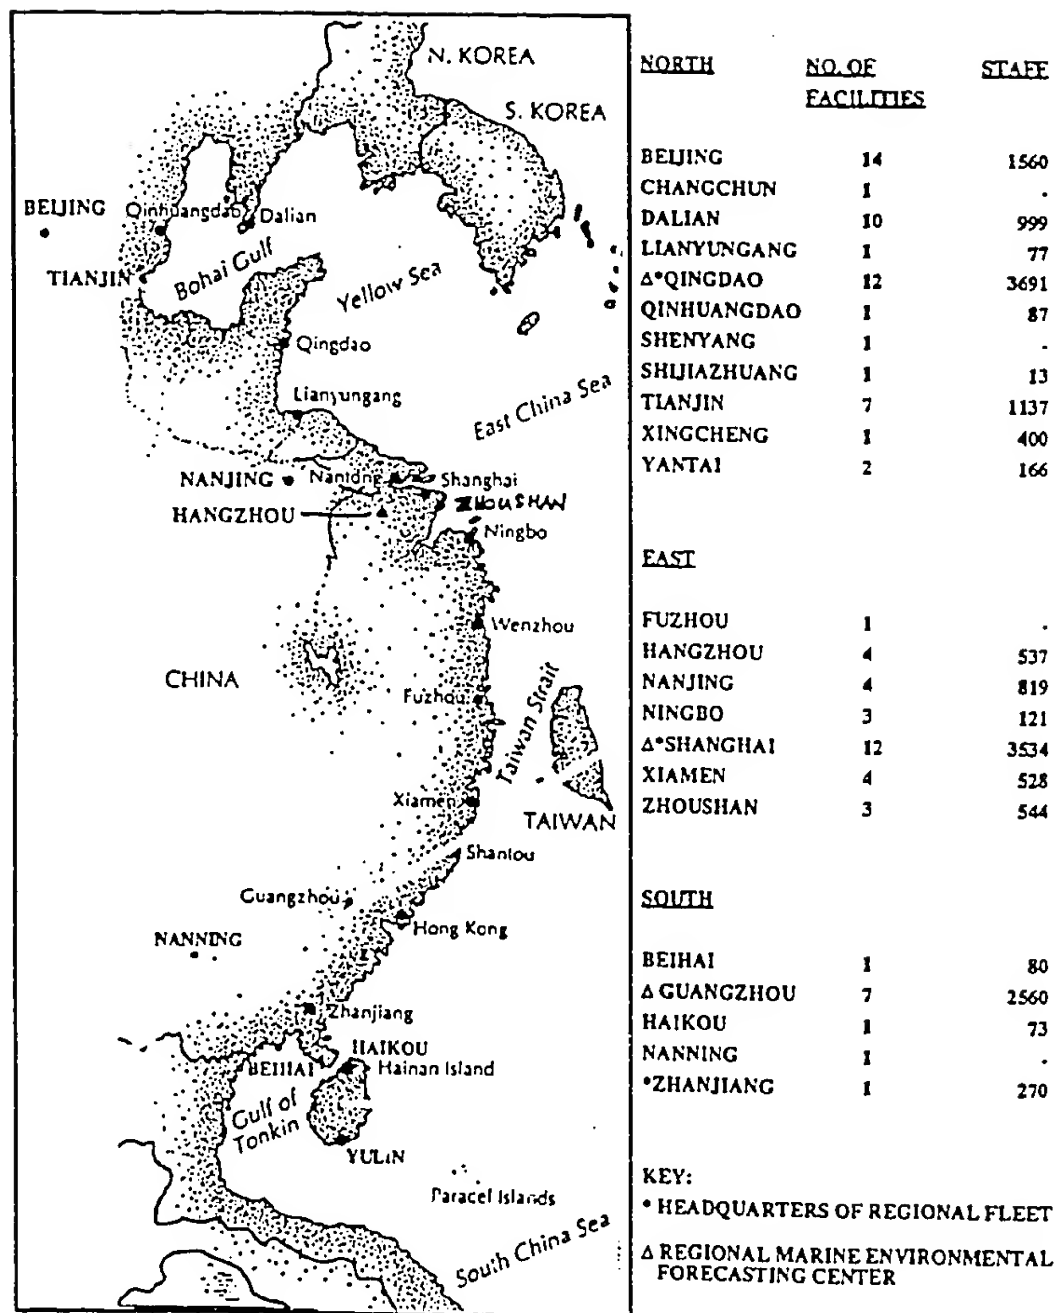 N. KOREA
S. KOREA
BEIJING
Qinhuangdao
Dalian
TIANJIN
Bohai Gulf
Yellow Sea
Qingdao
Lianyungang
East China Sea
NANJING
Nantong
Shanghai
ZHOUSHAN
HANGZHOU
Ningbo
Wenzhou
CHINA
Fuzhou
Taiwan Strait
Xiamen
TAIWAN
Shantou
Guangzhou
Hong Kong
NANNING
Zhanjiang
HAIKOU
BEIHAI
Hainan Island
Gulf of
Tonkin
YULIN
Paracel Islands
South China Sea
NORTH NO. OF STAFF
FACILITIES
BEIJING 14 1560
CHANGCHUN 1 .
DALIAN 10 999
LIANYUNGANG 1 77
Δ*QINGDAO 12 3691
QINHUANGDAO 1 87
SHENYANG 1 .
SHIJIAZHUANG 1 13
TIANJIN 7 1137
XINGCHENG 1 400
YANTAI 2 166
EAST
FUZHOU 1 .
HANGZHOU 4 537
NANJING 4 819
NINGBO 3 121
Δ*SHANGHAI 12 3534
XIAMEN 4 528
ZHOUSHAN 3 544
SOUTH
BEIHAI 1 80
Δ GUANGZHOU 7 2560
HAIKOU 1 73
NANNING 1 .
*ZHANJIANG 1 270
KEY:
* HEADQUARTERS OF REGIONAL FLEET
Δ REGIONAL MARINE ENVIRONMENTAL
FORECASTING CENTER